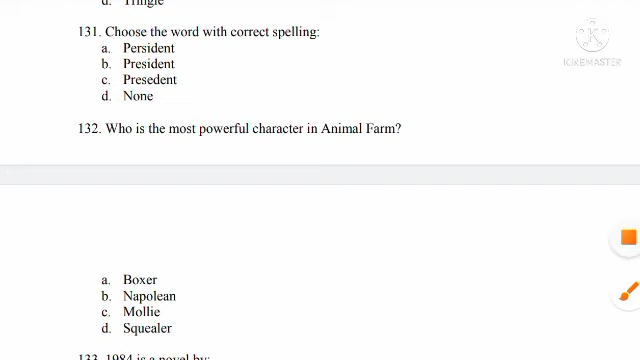 d. Tringle
131. Choose the word with correct spelling:
a. Persident
b. President
c. Presedent
d. None
132. Who is the most powerful character in Animal Farm?
a. Boxer
b. Napolean
c. Mollie
d. Squealer
133. 1984 is a novel by:
K
KINEMASTER